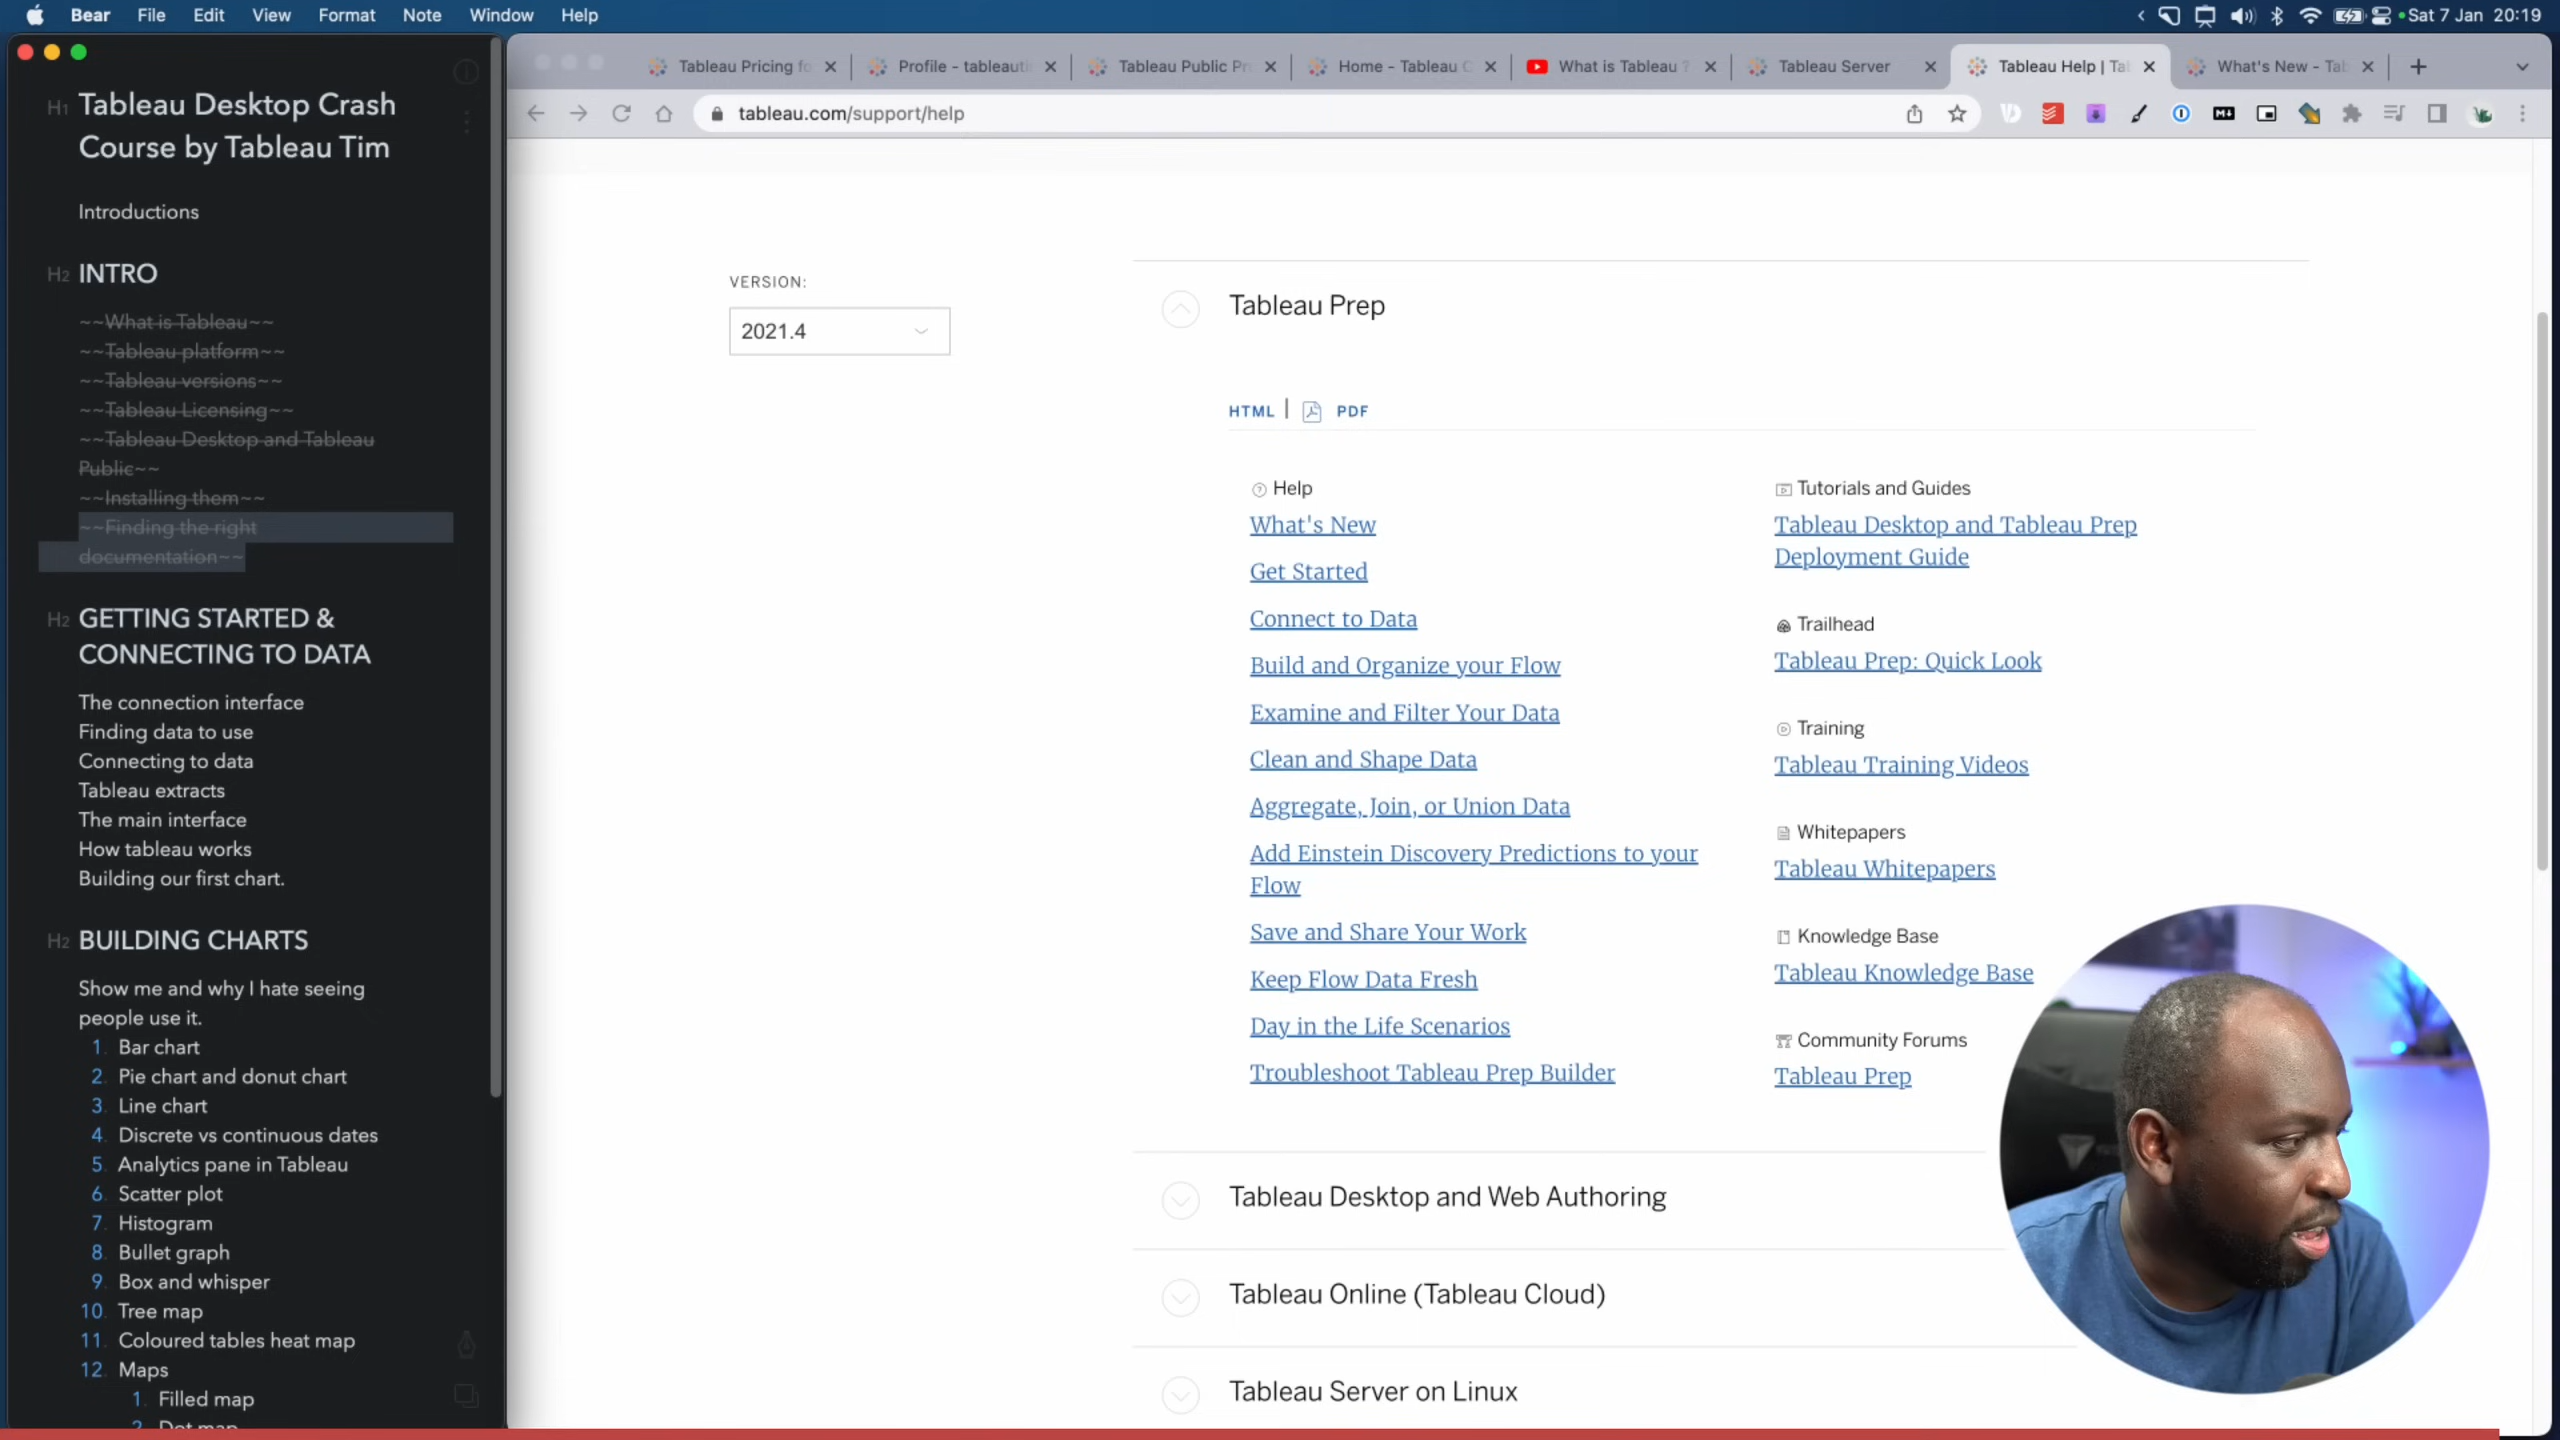 Bear File Edit View Format Note Window Help
Sat 7 Jan 20:19
H1 Tableau Desktop Crash
Course by Tableau Tim
Introductions
H2 INTRO
~~What is Tableau~~
~~Tableau platform~~
~~Tableau versions~~
~~Tableau Licensing~~
~~Tableau Desktop and Tableau
Public~~
~~Installing them~~
~~Finding the right
documentation~~
H2 GETTING STARTED &
CONNECTING TO DATA
The connection interface
Finding data to use
Connecting to data
Tableau extracts
The main interface
How tableau works
Building our first chart.
H2 BUILDING CHARTS
Show me and why I hate seeing
people use it.
1. Bar chart
2. Pie chart and donut chart
3. Line chart
4. Discrete vs continuous dates
5. Analytics pane in Tableau
6. Scatter plot
7. Histogram
8. Bullet graph
9. Box and whisper
10. Tree map
11. Coloured tables heat map
12. Maps
1. Filled map
2. Dot map
Tableau Pricing fo
Profile - tableauti
Tableau Public Pr
Home - Tableau C
What is Tableau ?
Tableau Server
Tableau Help | Tab
What's New - Tab
tableau.com/support/help
VERSION:
2021.4
Tableau Prep
HTML | PDF
Help
What's New
Get Started
Connect to Data
Build and Organize your Flow
Examine and Filter Your Data
Clean and Shape Data
Aggregate, Join, or Union Data
Add Einstein Discovery Predictions to your
Flow
Save and Share Your Work
Keep Flow Data Fresh
Day in the Life Scenarios
Troubleshoot Tableau Prep Builder
Tutorials and Guides
Tableau Desktop and Tableau Prep
Deployment Guide
Trailhead
Tableau Prep: Quick Look
Training
Tableau Training Videos
Whitepapers
Tableau Whitepapers
Knowledge Base
Tableau Knowledge Base
Community Forums
Tableau Prep
Tableau Desktop and Web Authoring
Tableau Online (Tableau Cloud)
Tableau Server on Linux